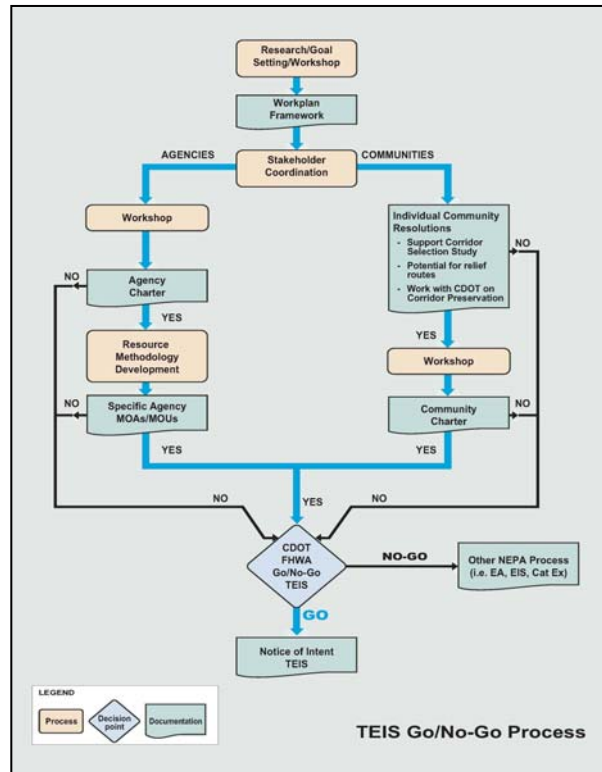 Research/Goal
Setting/Workshop
Workplan
Framework
AGENCIES
COMMUNITIES
Stakeholder
Coordination
Workshop
Individual Community
Resolutions
- Support Corridor
Selection Study
- Potential for relief
routes
- Work with CDOT on
Corridor Preservation
NO
NO
Agency
Charter
YES
YES
Resource
Methodology
Development
Workshop
NO
Specific Agency
MOAs/MOUs
Community
Charter
NO
YES
YES
NO
YES
NO
CDOT
FHWA
Go/No-Go
TEIS
NO-GO
Other NEPA Process
(i.e. EA, EIS, Cat Ex)
GO
Notice of Intent
TEIS
LEGEND
Process
Decision
point
Documentation
TEIS Go/No-Go Process